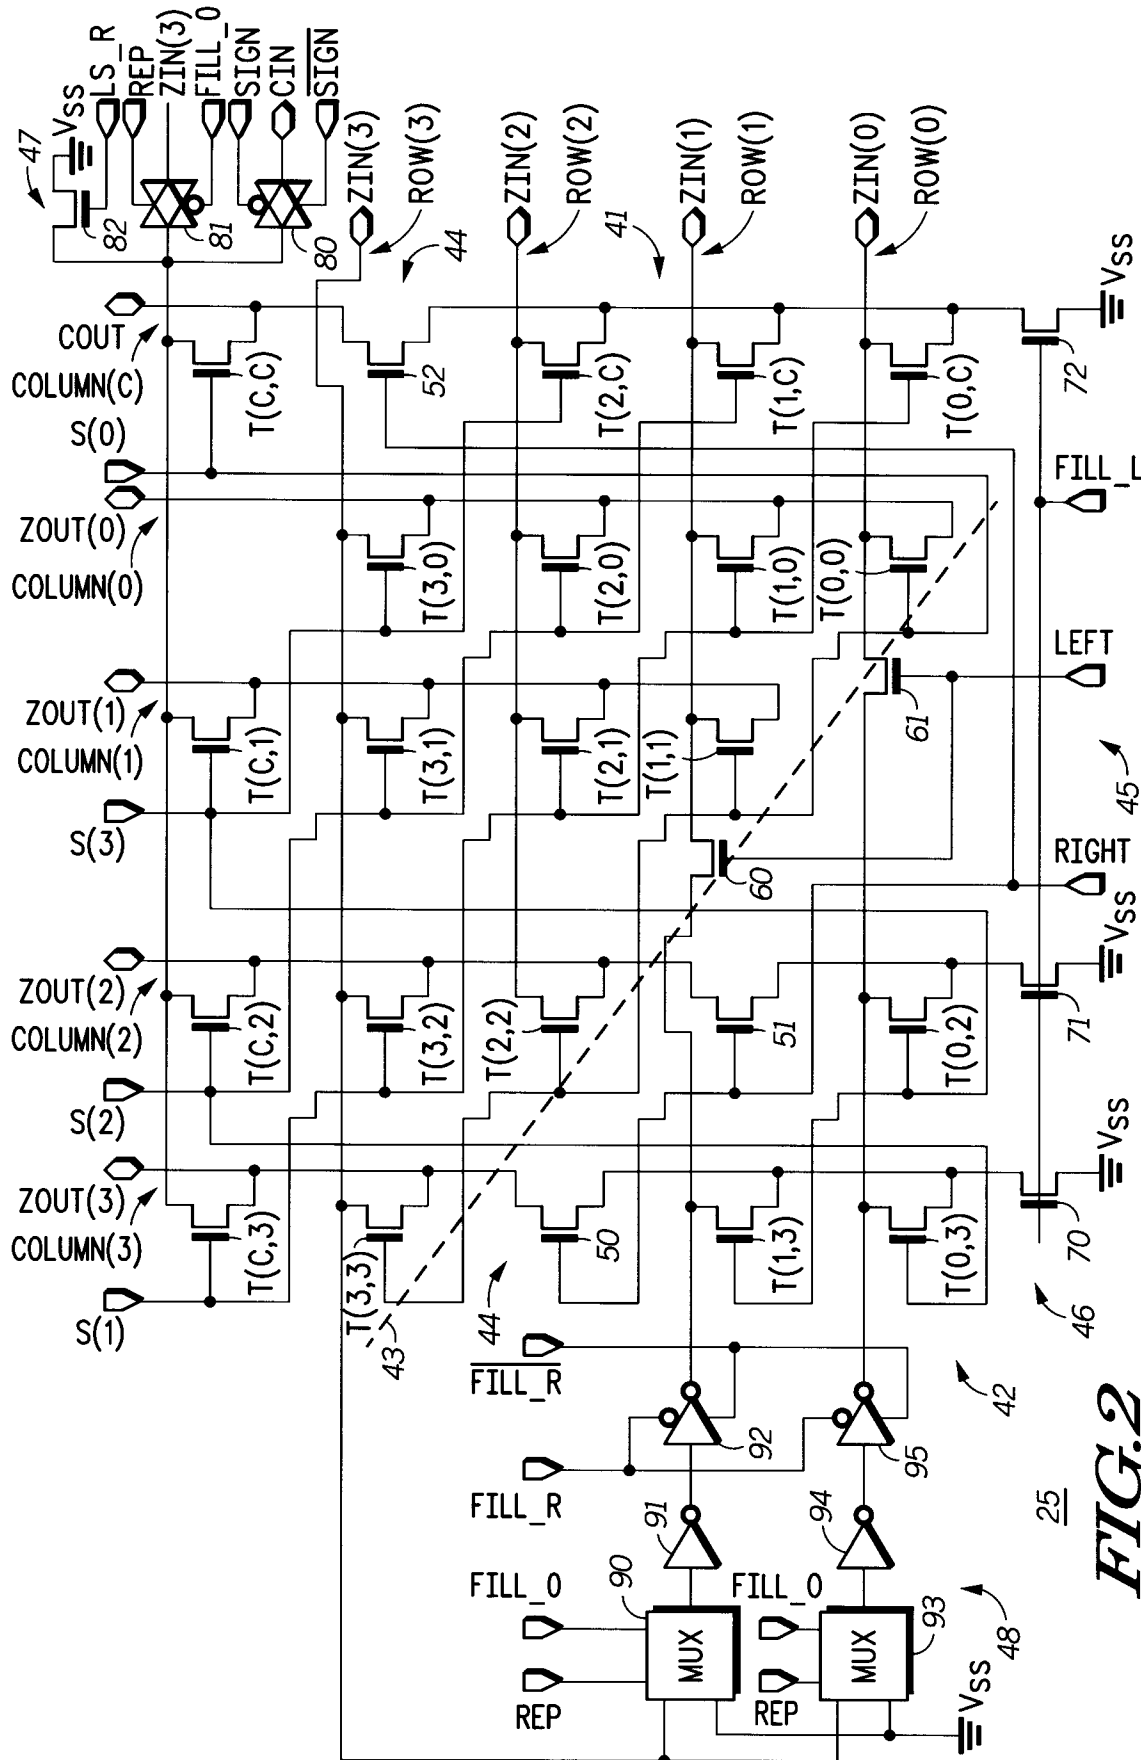 47
VSS
LS_R
REP
ZIN(3)
FILL_0
SIGN
CIN
SIGN
82
81
80
COUT
COLUMN(C)
S(0)
ZOUT(0)
COLUMN(0)
ZOUT(1)
COLUMN(1)
S(3)
ZOUT(2)
COLUMN(2)
S(2)
ZOUT(3)
COLUMN(3)
S(1)
T(C,C)
T(C,1)
T(C,2)
T(C,3)
ZIN(3)
ROW(3)
44
52
T(3,0)
T(3,1)
T(3,2)
T(3,3)
43
ZIN(2)
ROW(2)
41
T(2,C)
T(2,0)
T(2,1)
T(2,2)
50
44
ZIN(1)
ROW(1)
T(1,C)
T(1,0)
T(1,1)
60
51
T(1,3)
ZIN(0)
ROW(0)
T(0,C)
T(0,0)
61
T(0,2)
T(0,3)
72
VSS
FILL_L
LEFT
45
RIGHT
71
VSS
70
VSS
46
FILL_R
FILL_R
42
92
95
91
94
FILL_0
90
REP
MUX
FILL_0
93
REP
MUX
48
VSS
25
FIG.2